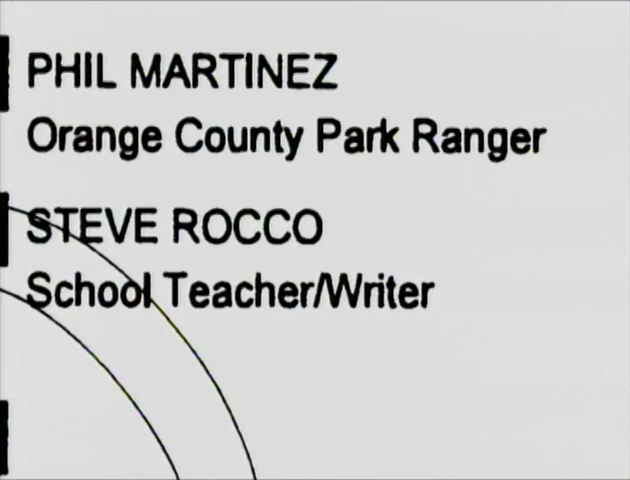 PHIL MARTINEZ
Orange County Park Ranger
STEVE ROCCO
School Teacher/Writer